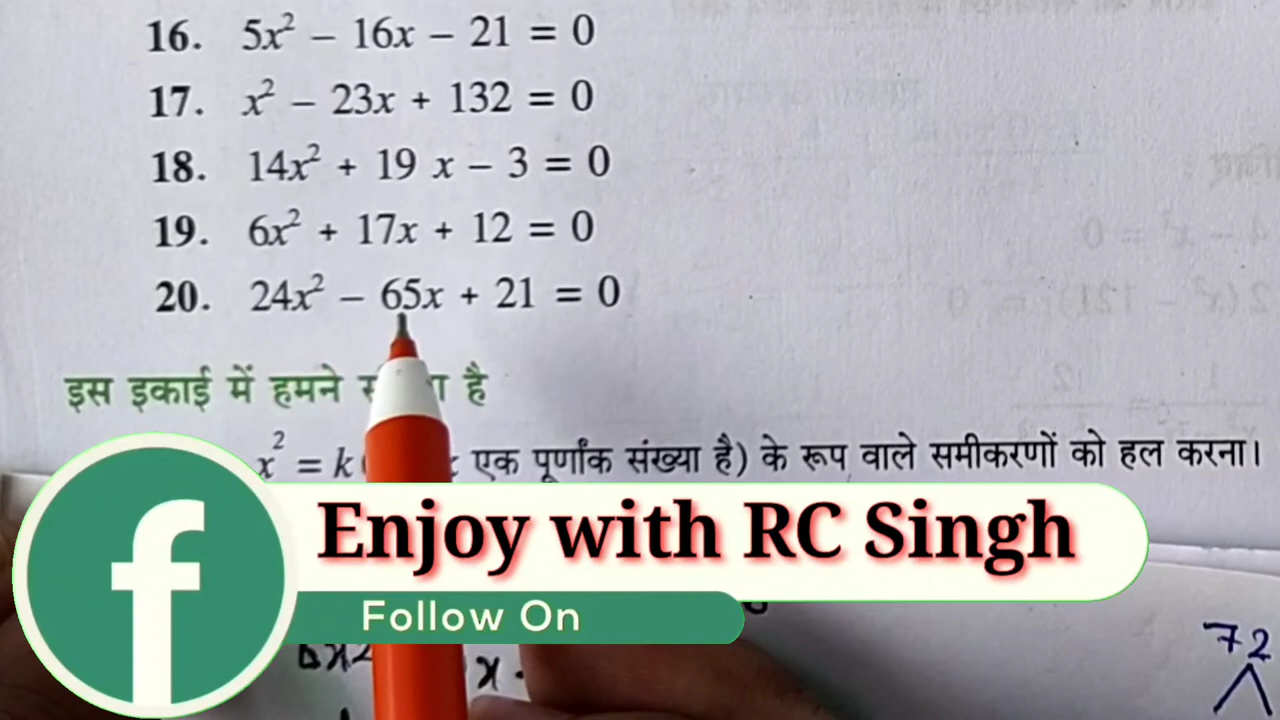 16. 5x² – 16x – 21 = 0
17. x² – 23x + 132 = 0
18. 14x² + 19 x – 3 = 0
19. 6x² + 17x + 12 = 0
20. 24x² – 65x + 21 = 0
इस इकाई में हमने है
x² = k एक पूर्णांक संख्या है) के रूप वाले समीकरणों को हल करना।
f
Enjoy with RC Singh
Follow On
x
72